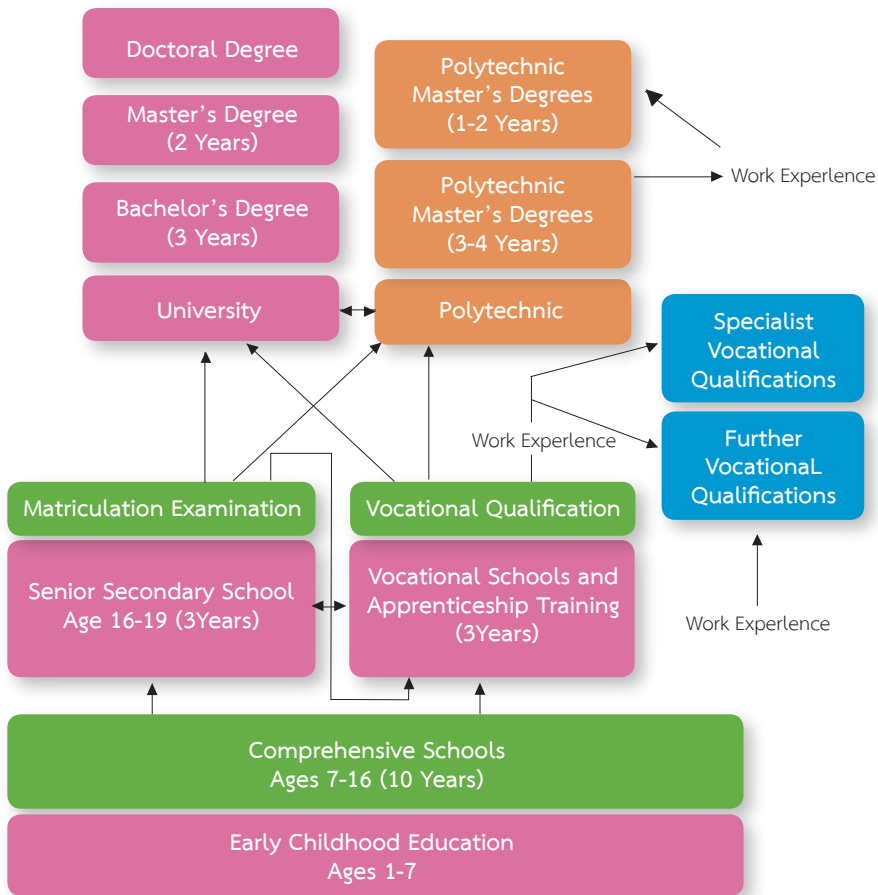 Doctoral Degree
Master's Degree
(2 Years)
Bachelor's Degree
(3 Years)
University
Polytechnic
Master's Degrees
(1-2 Years)
Polytechnic
Master's Degrees
(3-4 Years)
Polytechnic
Work Experlence
Specialist
Vocational
Qualifications
Further
VocationaL
Qualifications
Work Experlence
Work Experlence
Matriculation Examination
Vocational Qualification
Senior Secondary School
Age 16-19 (3Years)
Vocational Schools and
Apprenticeship Training
(3Years)
Comprehensive Schools
Ages 7-16 (10 Years)
Early Childhood Education
Ages 1-7